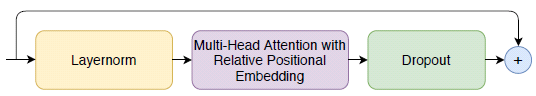 Layernorm
Multi-Head Attention with
Relative Positional
Embedding
Dropout
+